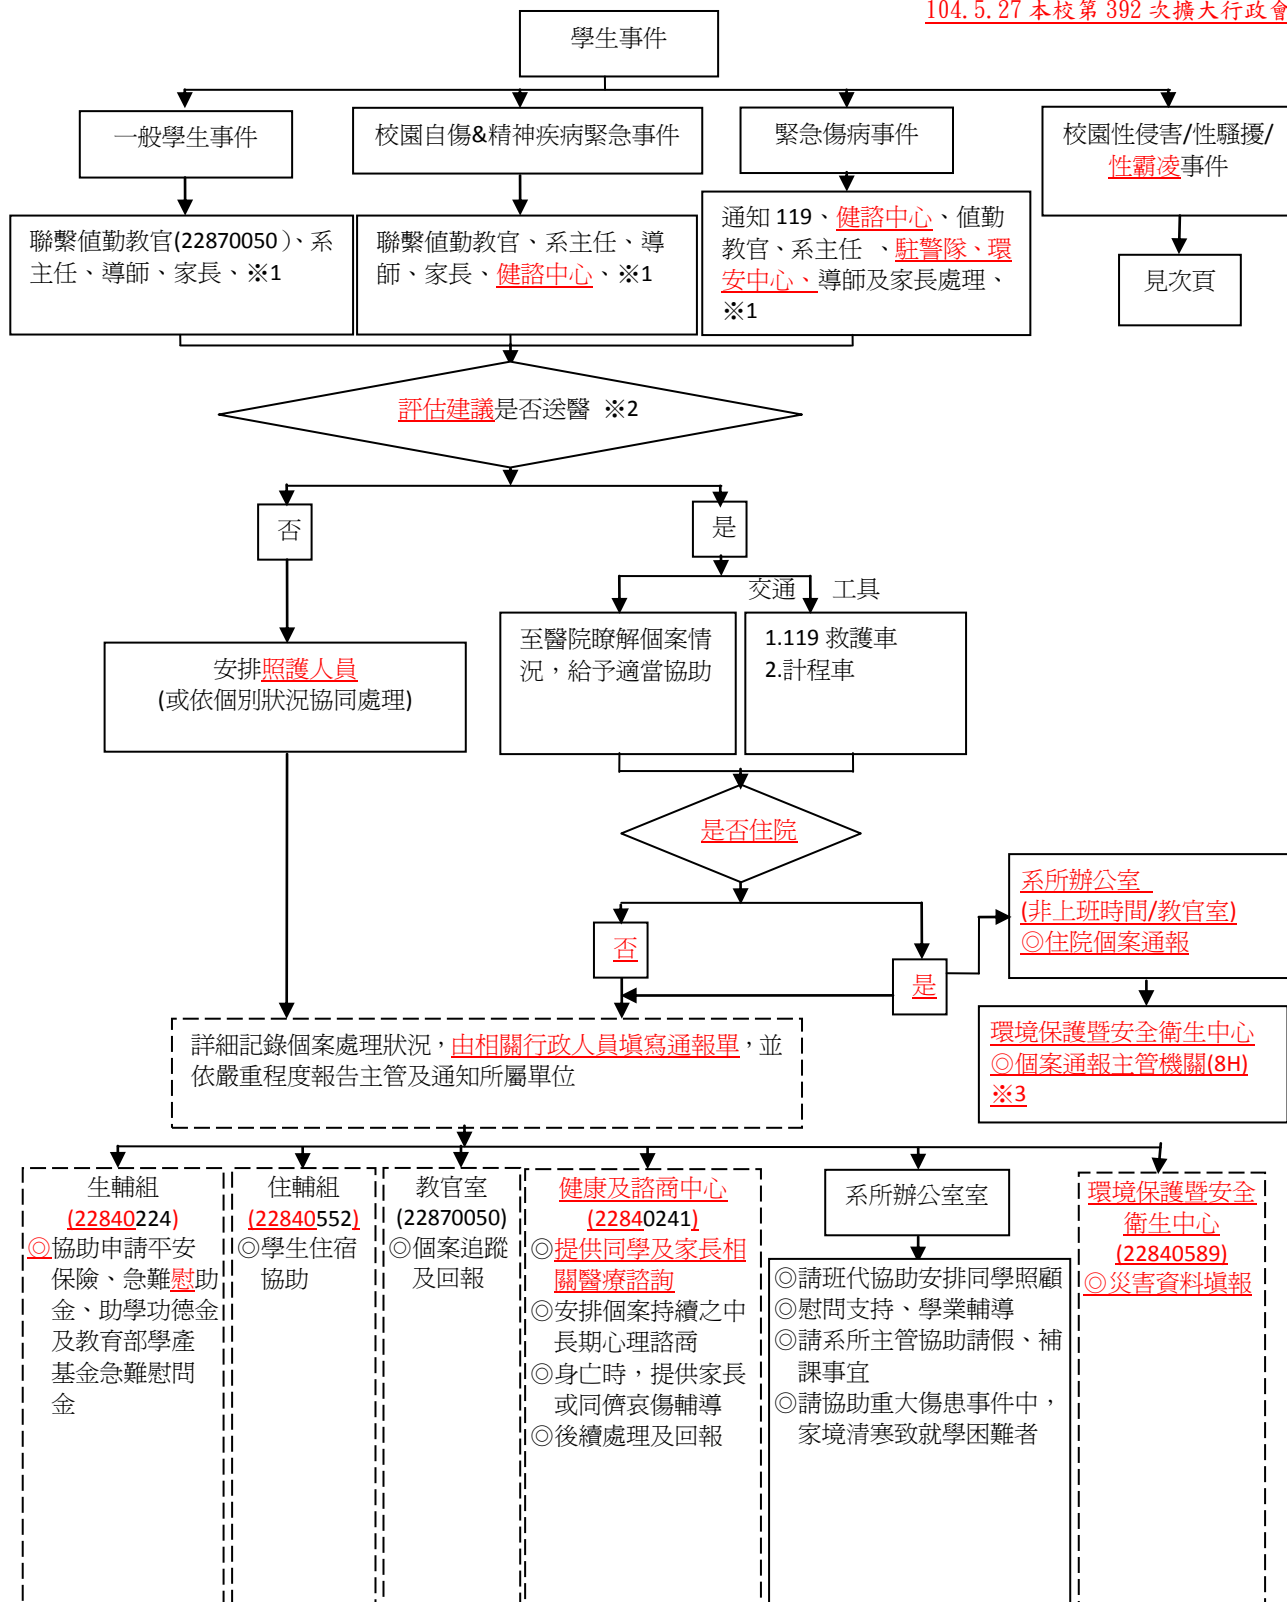 104.5.27 本校第 392 次擴大行政會
學生事件
一般學生事件
校園自傷&精神疾病緊急事件
緊急傷病事件
校園性侵害/性騷擾/
性霸凌事件
聯繫值勤教官(22870050)、系
主任、導師、家長、※1
聯繫值勤教官、系主任、導
師、家長、健諮中心、※1
通知 119、健諮中心、值勤
教官、系主任 、駐警隊、環
安中心、導師及家長處理、
※1
見次頁
評估建議是否送醫 ※2
否
是
交通 工具
安排照護人員
(或依個別狀況協同處理)
至醫院瞭解個案情
況，給予適當協助
1.119 救護車
2.計程車
是否住院
否
是
系所辦公室
(非上班時間/教官室)
◎住院個案通報
環境保護暨安全衛生中心
◎個案通報主管機關(8H)
※3
詳細記錄個案處理狀況，由相關行政人員填寫通報單，並
依嚴重程度報告主管及通知所屬單位
生輔組
(22840224)
◎協助申請平安
保險、急難慰助
金、助學功德金
及教育部學產
基金急難慰問
金
住輔組
(22840552)
◎學生住宿
協助
教官室
(22870050)
◎個案追蹤
及回報
健康及諮商中心
(22840241)
◎提供同學及家長相
關醫療諮詢
◎安排個案持續之中
長期心理諮商
◎身亡時，提供家長
或同儕哀傷輔導
◎後續處理及回報
系所辦公室室
◎請班代協助安排同學照顧
◎慰問支持、學業輔導
◎請系所主管協助請假、補
課事宜
◎請協助重大傷患事件中，
家境清寒致就學困難者
環境保護暨安全
衛生中心
(22840589)
◎災害資料填報